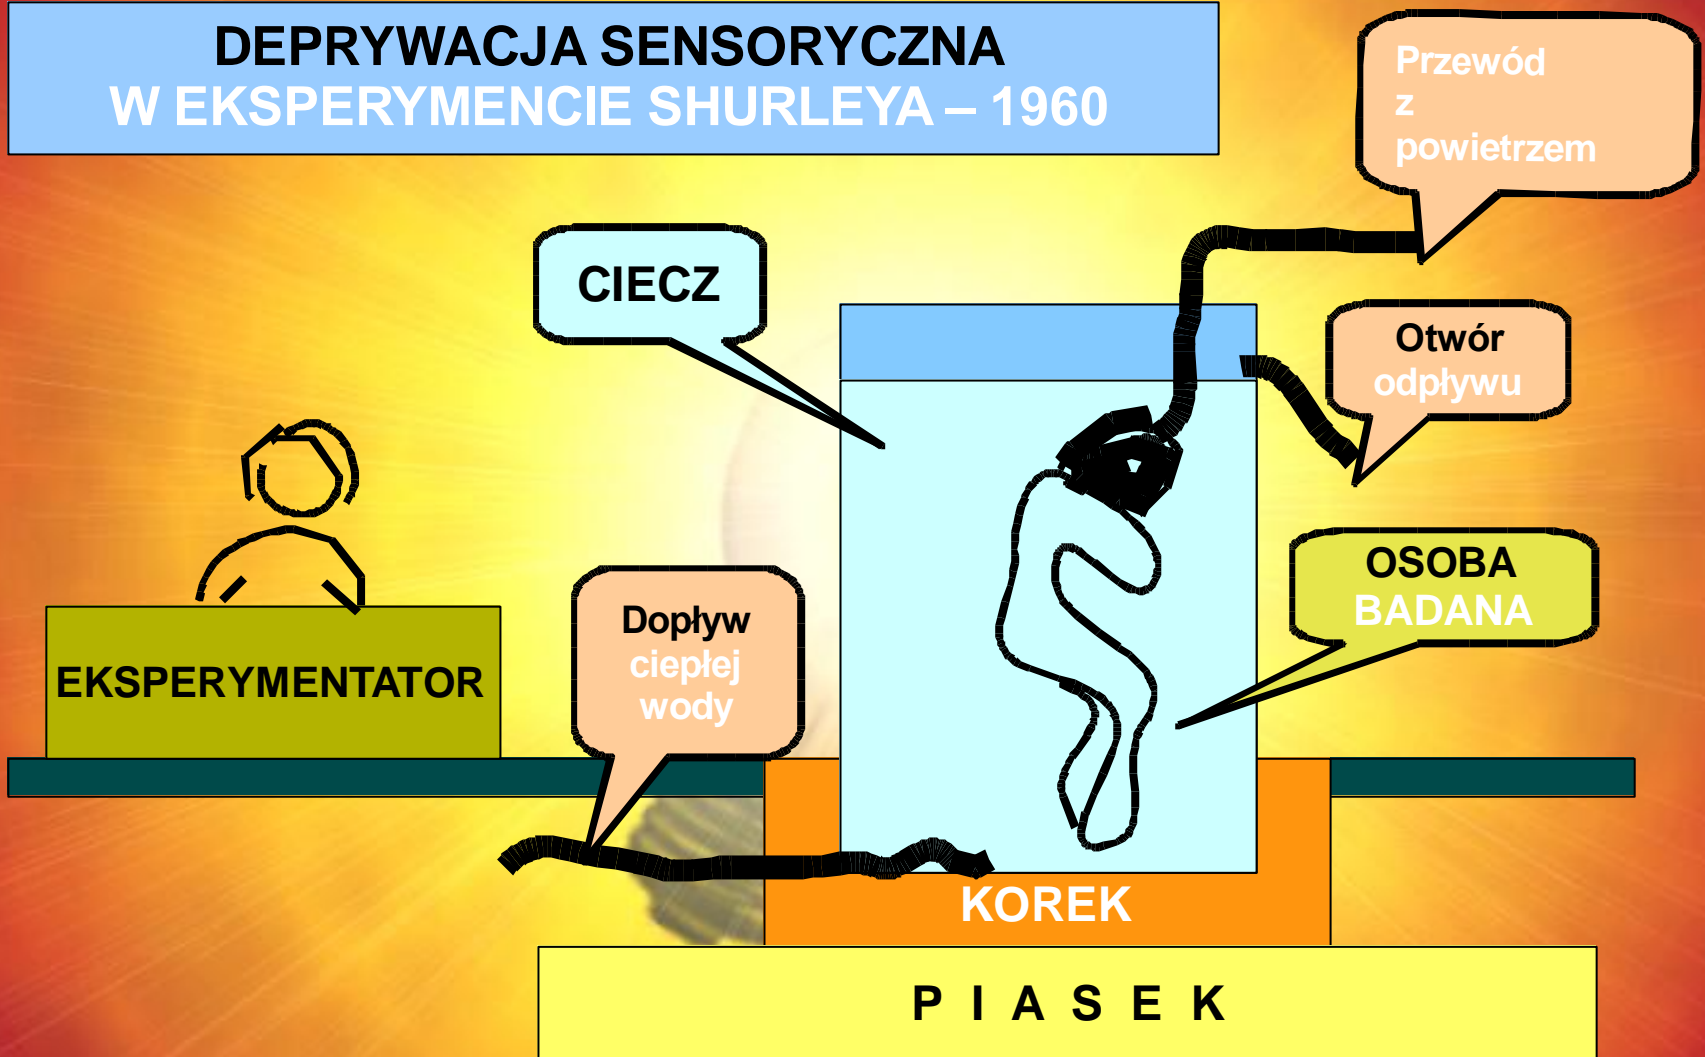 DEPRYWACJA SENSORYCZNA
W EKSPERYMENCIE SHURLEYA – 1960
Przewód
z
powietrzem
CIECZ
Otwór
odpływu
OSOBA
BADANA
Dopływ
ciepłej
wody
EKSPERYMENTATOR
KOREK
P I A S E K